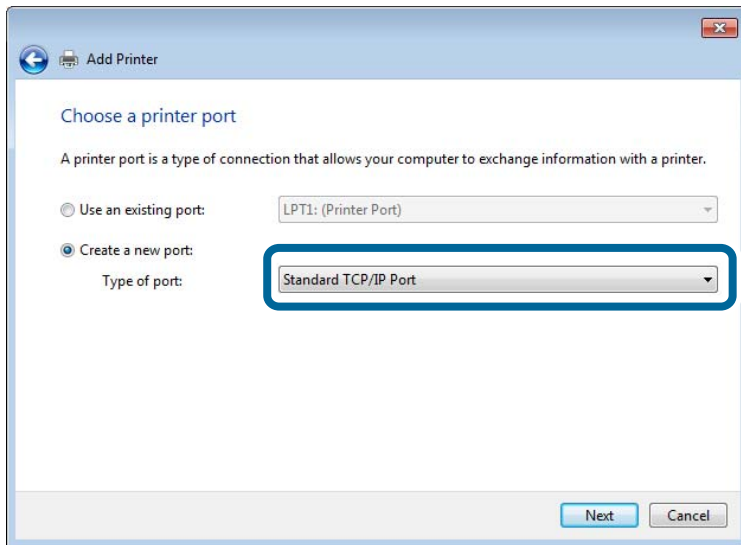 Add Printer
Choose a printer port
A printer port is a type of connection that allows your computer to exchange information with a printer.
Use an existing port: LPT1: (Printer Port)
Create a new port:
Type of port: Standard TCP/IP Port
Next Cancel